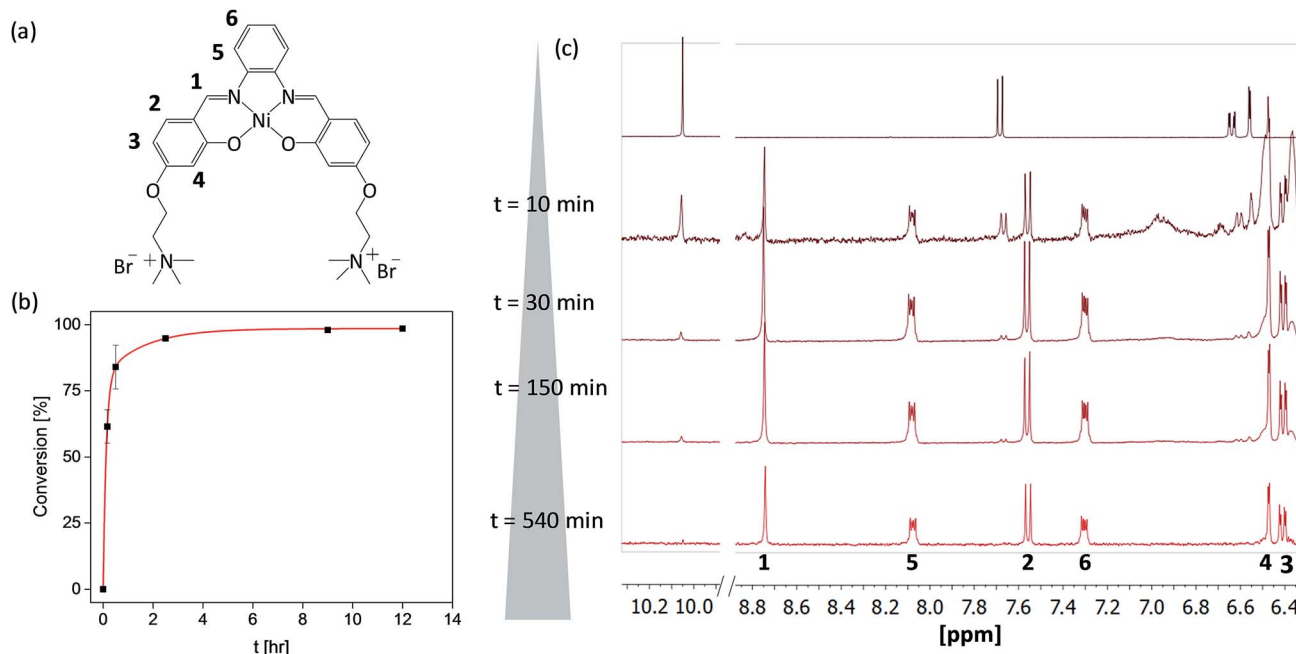 (a)
6
5
1
2
N
N
3
Ni
O
O
4
O
O
Br⁻
+
N
N
+
Br⁻
(b)
100
75
50
25
0
Conversion [%]
0 2 4 6 8 10 12 14
t [hr]
(c)
t = 10 min
t = 30 min
t = 150 min
t = 540 min
1 5 2 6 4 3
10.2 10.0 // 8.8 8.6 8.4 8.2 8.0 7.8 7.6 7.4 7.2 7.0 6.8 6.6 6.4
[ppm]